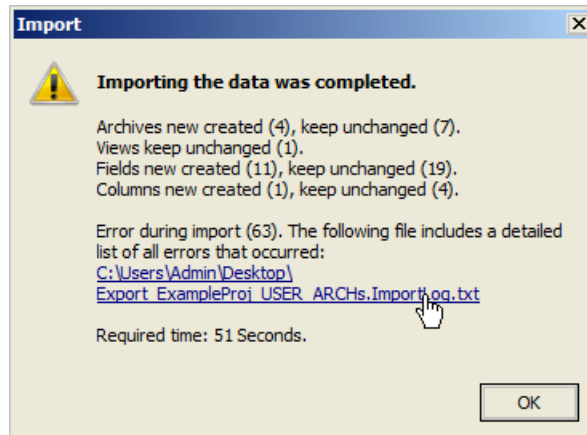 Import
Importing the data was completed.
Archives new created (4), keep unchanged (7).
Views keep unchanged (1).
Fields new created (11), keep unchanged (19).
Columns new created (1), keep unchanged (4).
Error during import (63). The following file includes a detailed
list of all errors that occurred:
C:\Users\Admin\Desktop\
Export_ExampleProj_USER_ARCHs.ImportLog.txt
Required time: 51 Seconds.
OK